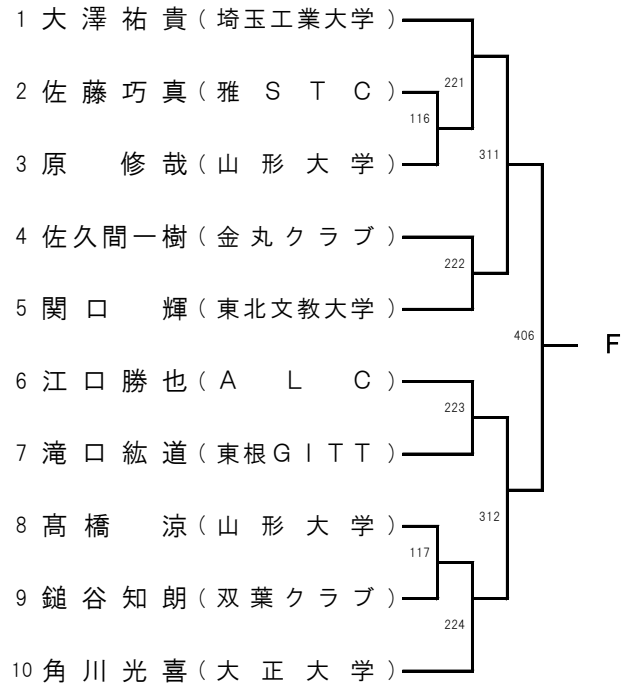 1 大澤祐貴(埼玉工業大学)
221
2 佐藤巧真(雅STC)
116
3 原 修哉(山形大学)
311
4 佐久間一樹(金丸クラブ)
222
5 関口 輝(東北文教大学)
406
F
6 江口勝也(ALC)
223
7 滝口紘道(東根GITT)
312
8 髙橋 涼(山形大学)
117
9 鎚谷知朗(双葉クラブ)
224
10 角川光喜(大正大学)